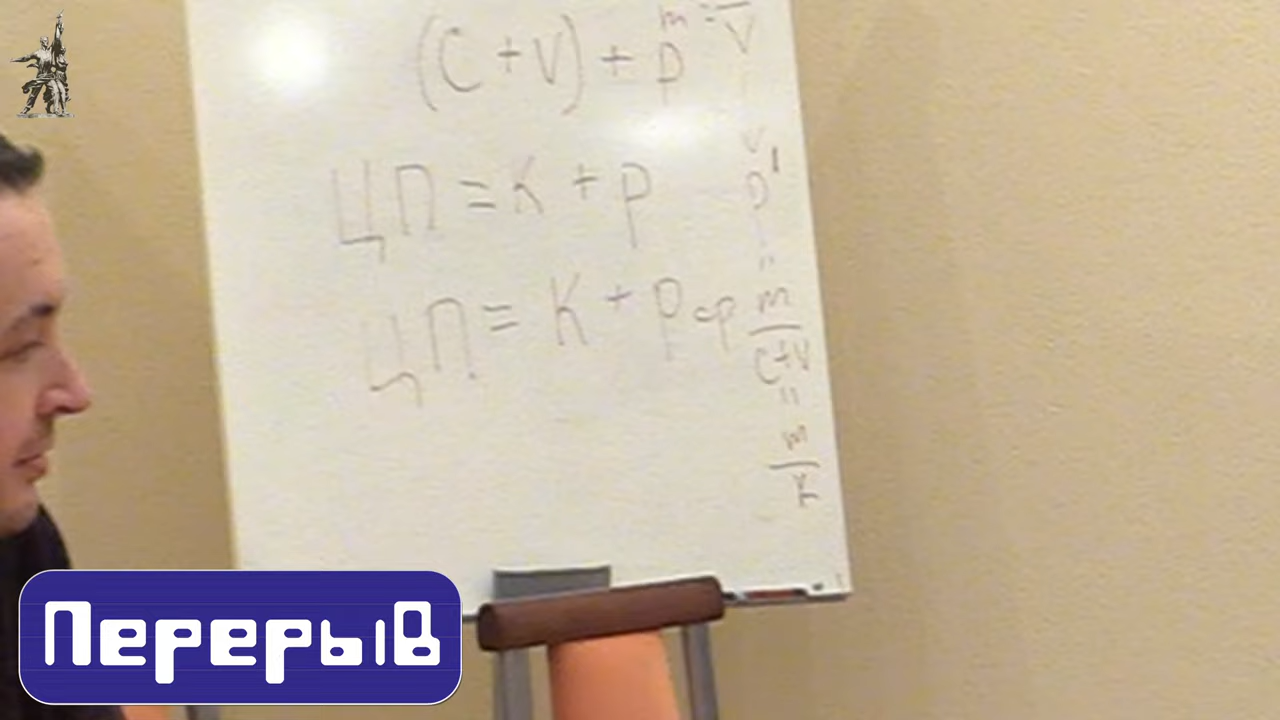 m' = m/V
(C + V) + p
ЦП = K + P
p' = m/(C+V) = m/K
ЦП = K + Pср
Перерыв